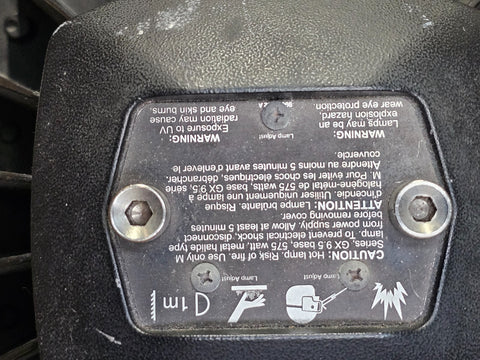 1m
Lamp Adjust
Lamp Adjust
CAUTION: Hot lamp. Risk of fire. Use only M
Series, GX 9.5 base, 575 watt, metal halide type
lamp. To prevent electrical shock, disconnect
from power supply. Allow at least 5 minutes
before removing cover.
ATTENTION: Lampe brulante. Risque
d'incendie. Utiliser uniquement une lampe à
halogène-métal de 575 watts, base GX 9.5, série
M. Pour éviter les chocs électriques, débrancher.
Attendre au moins 5 minutes avant d'enlever le
couvercle.
WARNING:
Lamps may be an
explosion hazard,
wear eye protection.
Lamp Adjust
WARNING:
Exposure to UV
radiation may cause
eye and skin burns.